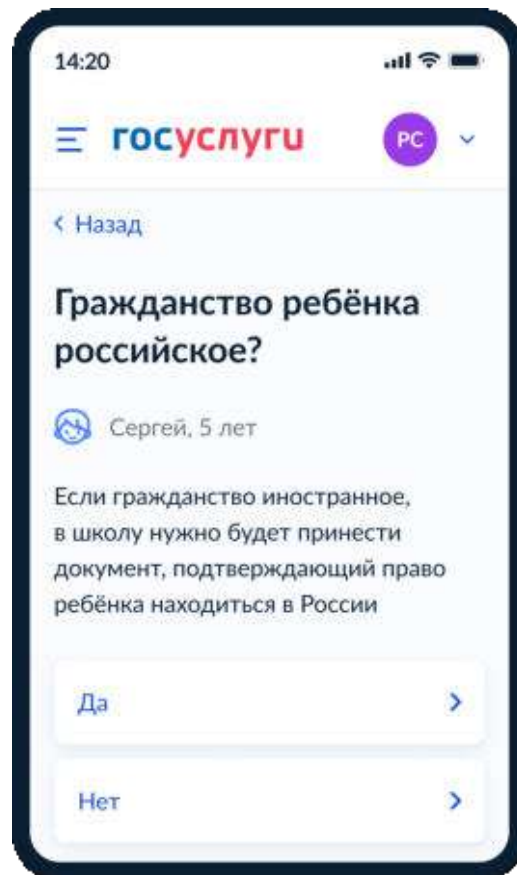 14:20
госуслуги
РС
Назад
Гражданство ребёнка
российское?
Сергей, 5 лет
Если гражданство иностранное,
в школу нужно будет принести
документ, подтверждающий право
ребёнка находиться в России
Да
Нет